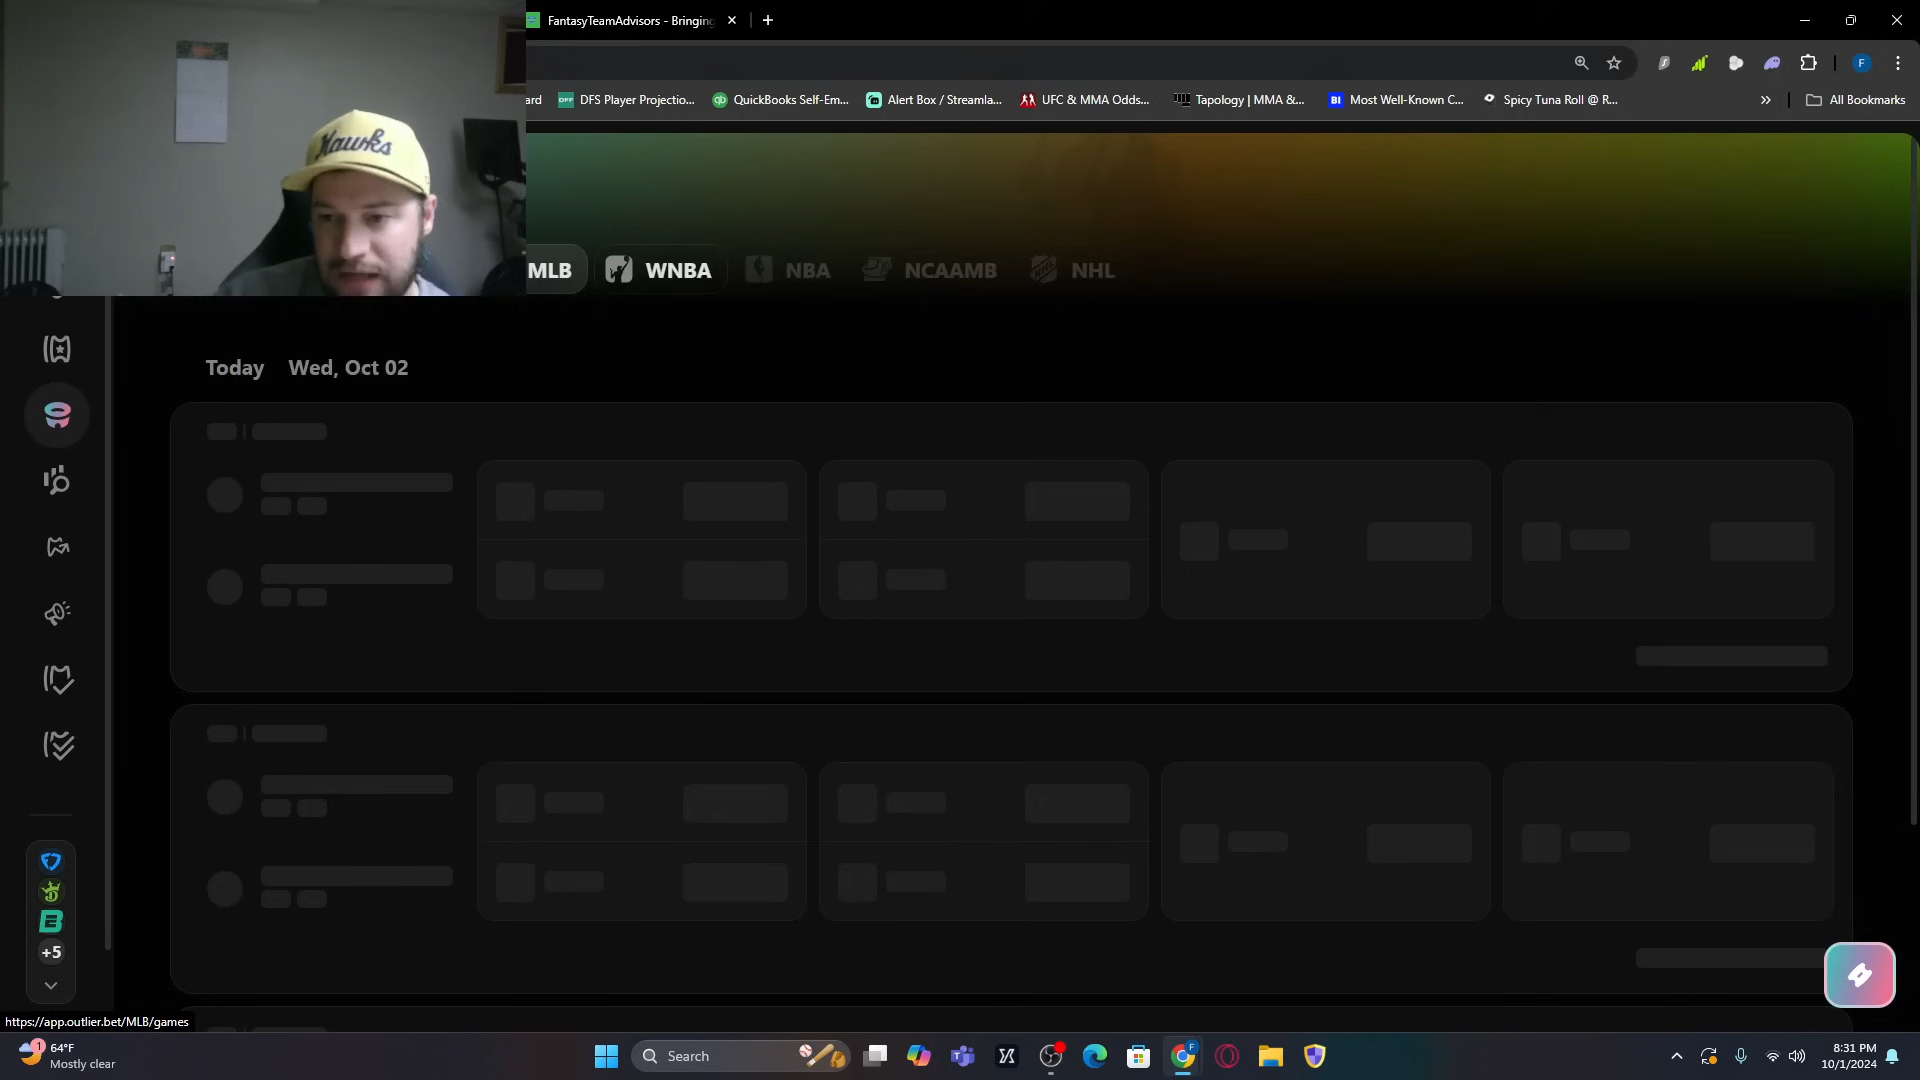 FantasyTeamAdvisors - Bringing
ard
DFS Player Projectio...
QuickBooks Self-Em...
Alert Box / Streamla...
UFC & MMA Odds...
Tapology | MMA &...
Most Well-Known C...
Spicy Tuna Roll @ R...
All Bookmarks
Hawks
MLB
WNBA
NBA
NCAAMB
NHL
Today Wed, Oct 02
+5
https://app.outlier.bet/MLB/games
64°F
Mostly clear
Search
8:31 PM
10/1/2024